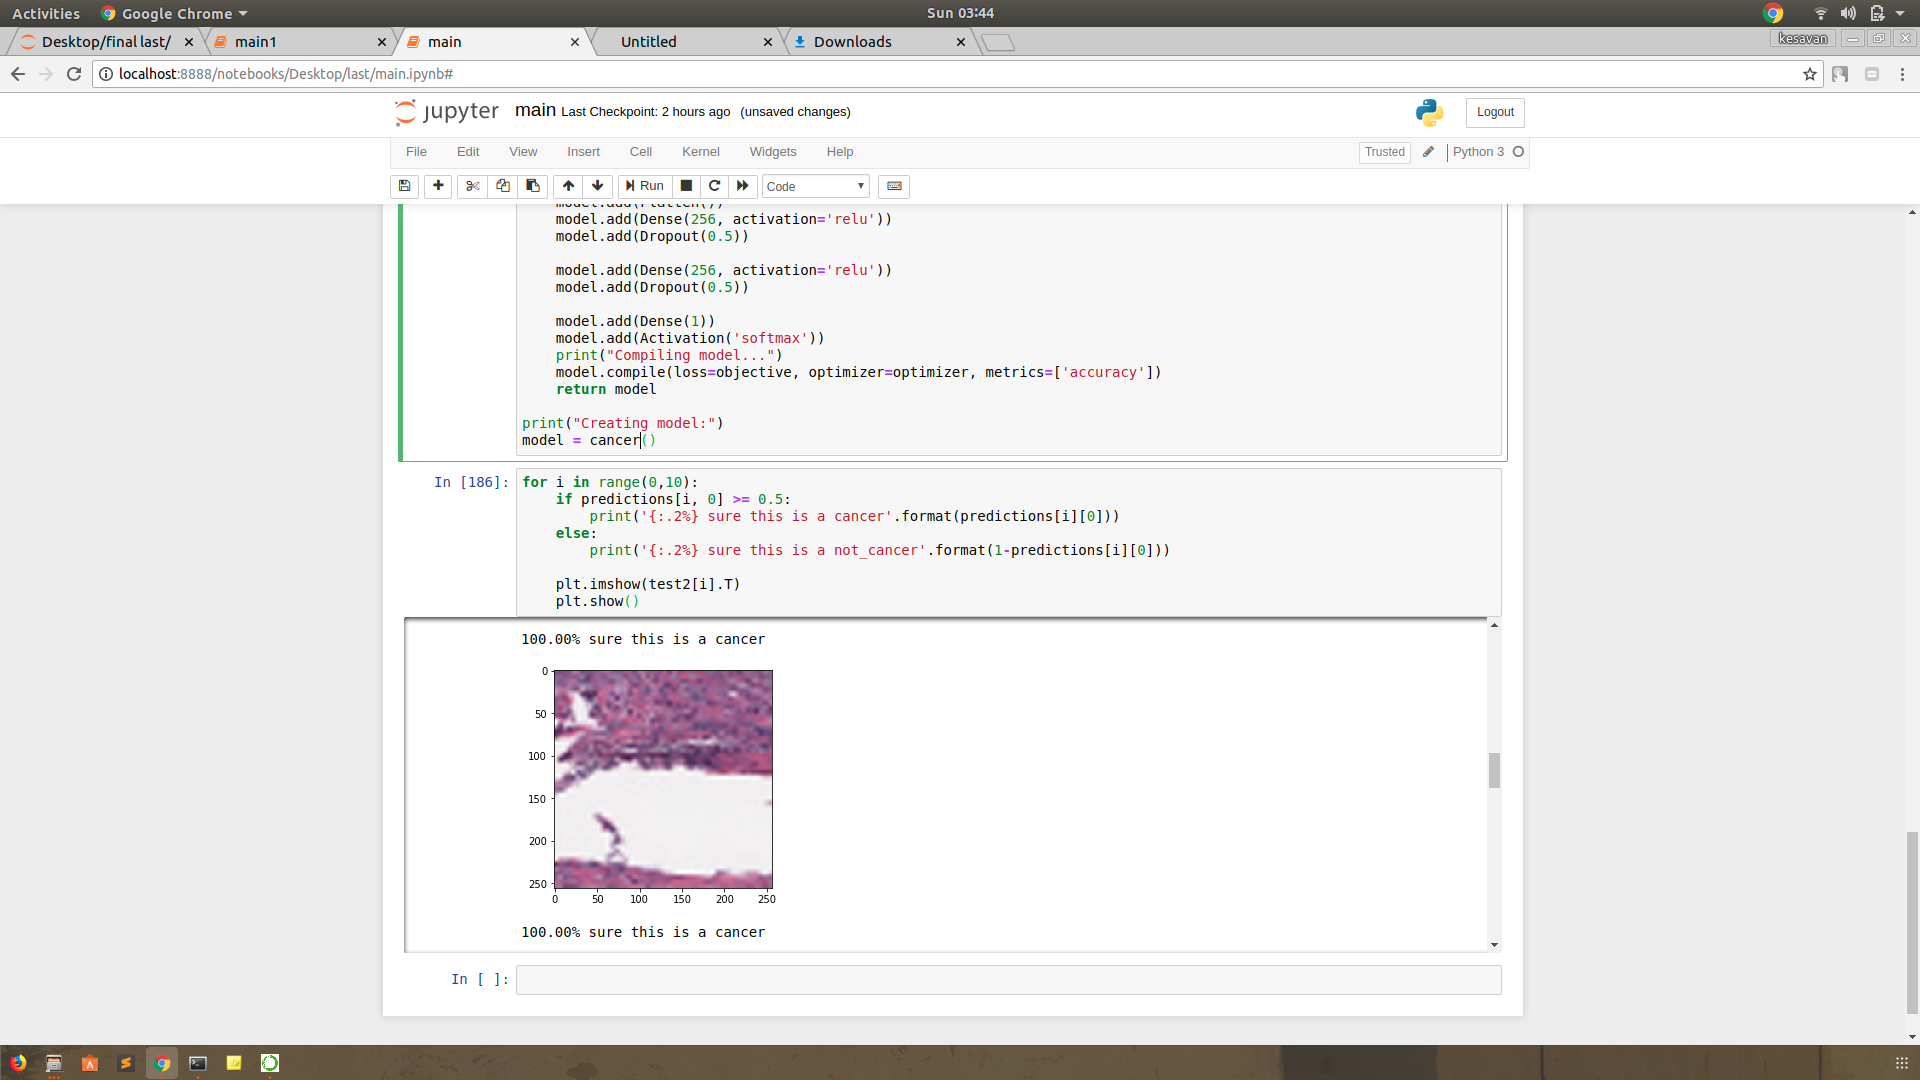 Activities Google Chrome Sun 03:44
Desktop/final last/ main1 main Untitled Downloads kesavan
localhost:8888/notebooks/Desktop/last/main.ipynb#
jupyter main Last Checkpoint: 2 hours ago (unsaved changes) Logout
File Edit View Insert Cell Kernel Widgets Help Trusted Python 3
Run Code
model.add(Flatten())
model.add(Dense(256, activation='relu'))
model.add(Dropout(0.5))
model.add(Dense(256, activation='relu'))
model.add(Dropout(0.5))
model.add(Dense(1))
model.add(Activation('softmax'))
print("Compiling model...")
model.compile(loss=objective, optimizer=optimizer, metrics=['accuracy'])
return model
print("Creating model:")
model = cancer()
In [186]: for i in range(0,10):
if predictions[i, 0] >= 0.5:
print('{:.2%} sure this is a cancer'.format(predictions[i][0]))
else:
print('{:.2%} sure this is a not_cancer'.format(1-predictions[i][0]))
plt.imshow(test2[i].T)
plt.show()
100.00% sure this is a cancer
0
50
100
150
200
250
0 50 100 150 200 250
100.00% sure this is a cancer
In [ ]: